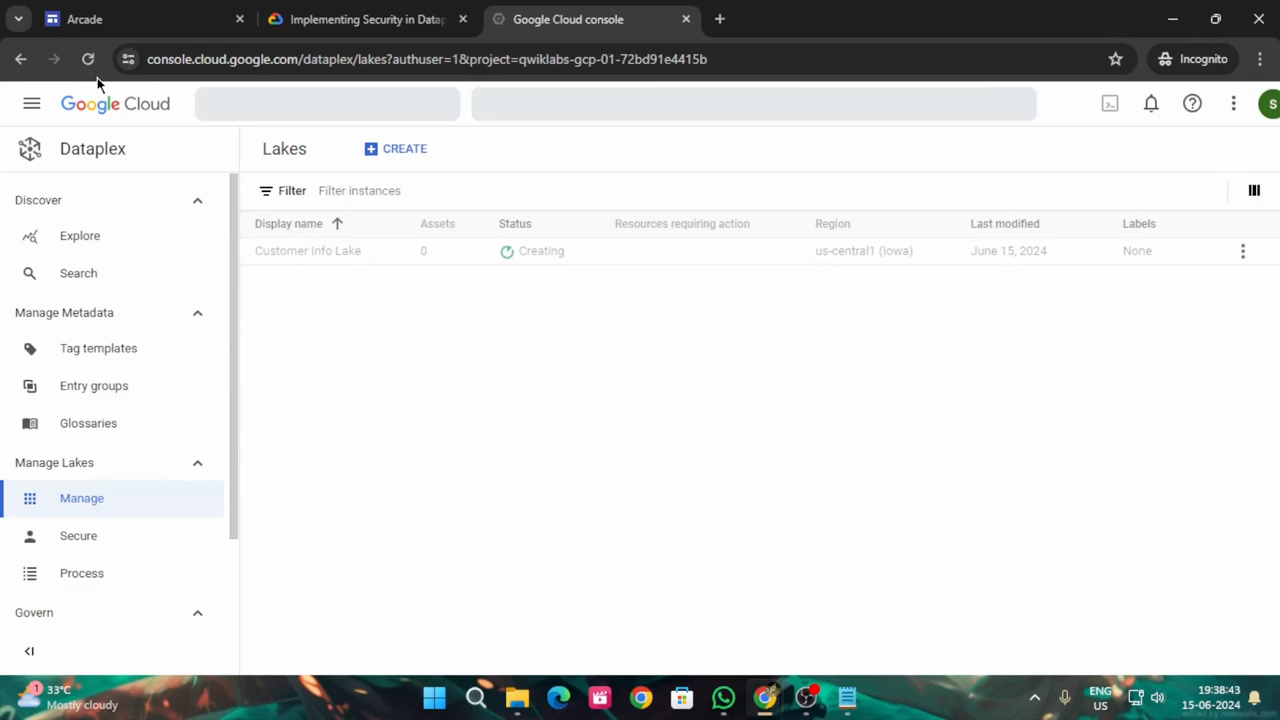 Arcade
Implementing Security in Datap
Google Cloud console
console.cloud.google.com/dataplex/lakes?authuser=1&project=qwiklabs-gcp-01-72bd91e4415b
Incognito
Google Cloud
S
Dataplex
Lakes
CREATE
Discover
Filter Filter instances
Display name Assets Status Resources requiring action Region Last modified Labels
Explore
Customer Info Lake 0 Creating us-central1 (Iowa) June 15, 2024 None
Search
Manage Metadata
Tag templates
Entry groups
Glossaries
Manage Lakes
Manage
Secure
Process
Govern
1
33°C
Mostly cloudy
ENG
US
19:38:43
15-06-2024